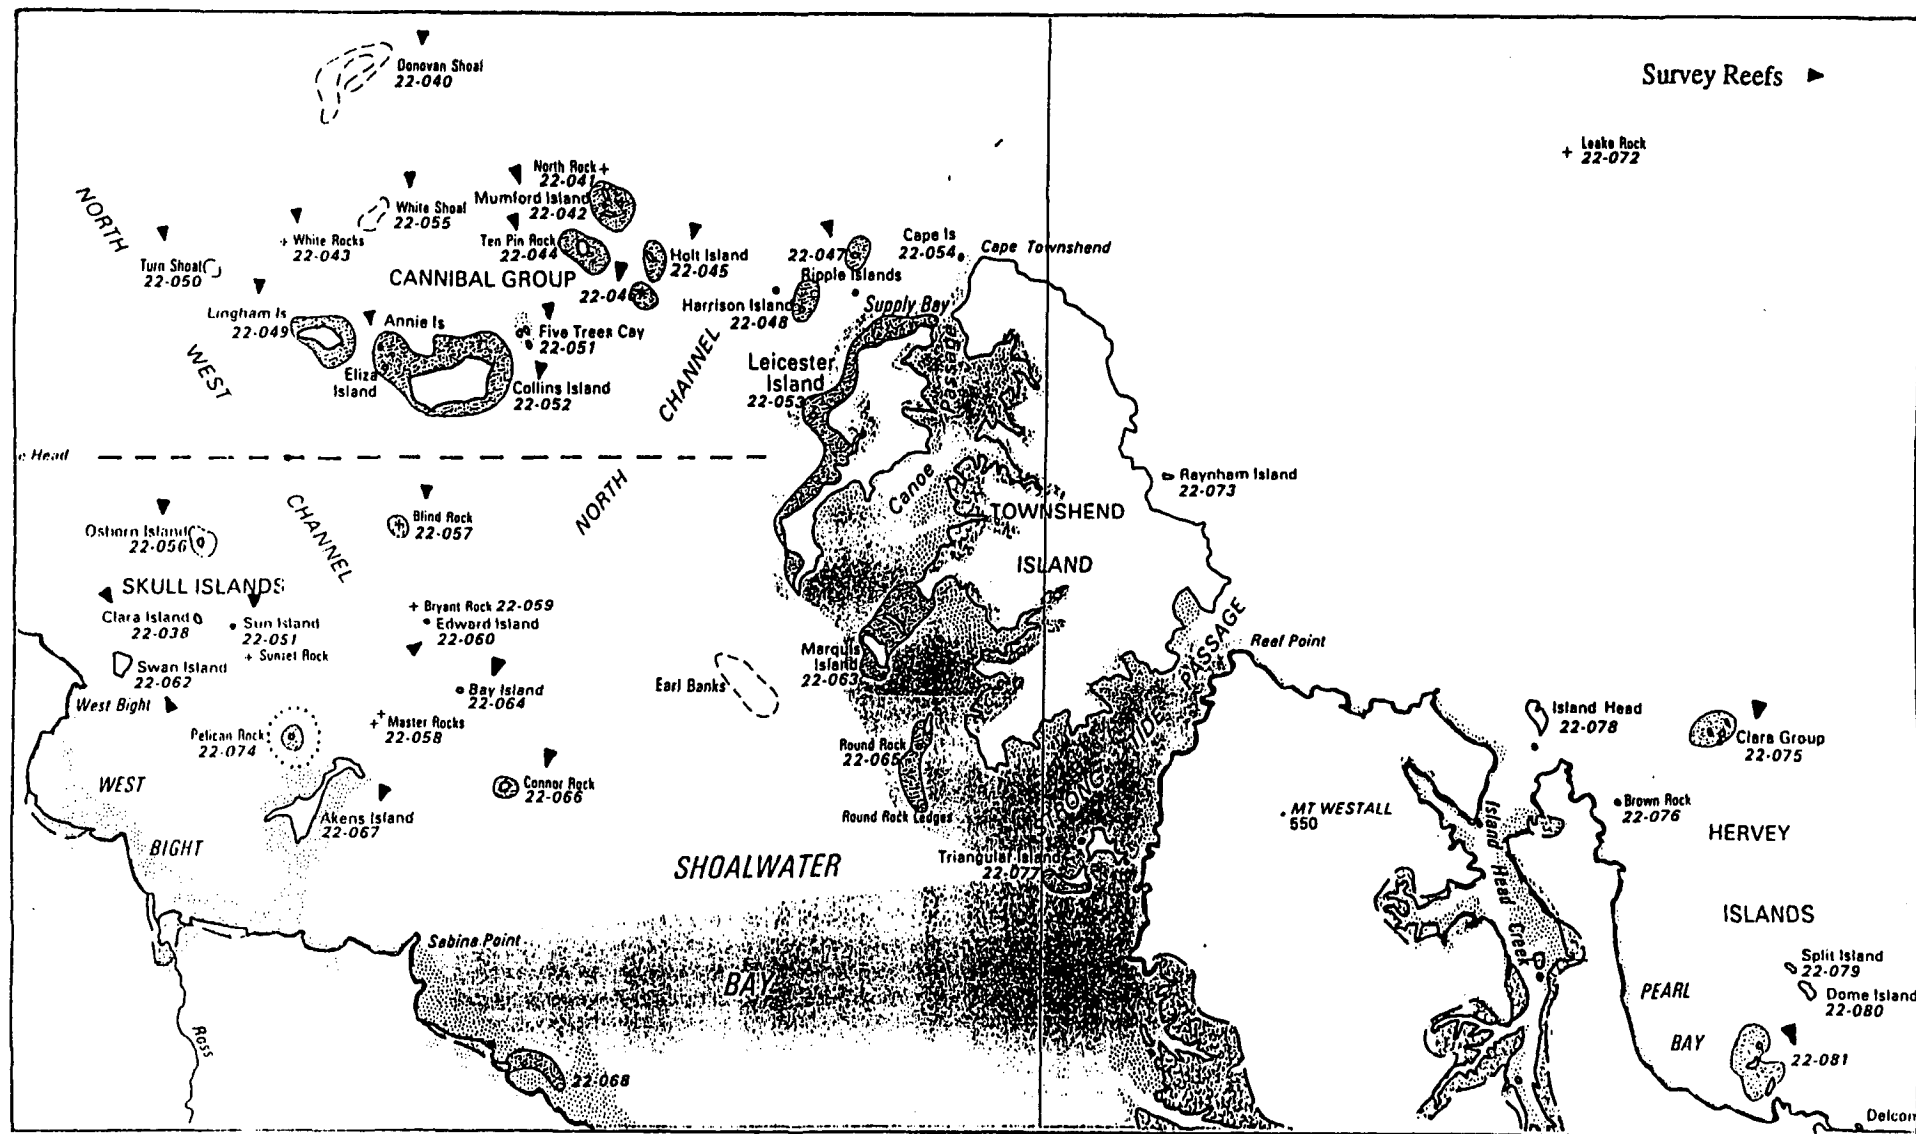 Donovan Shoal
22-040
Survey Reefs
Leake Rock
22-072
North Rock
22-041
Mumford Island
22-042
NORTH
White Shoal
22-055
White Rocks
22-043
Ten Pin Rock
22-044
Holt Island
22-045
22-047
Cape Is
22-054
Cape Townshend
Turn Shoal
22-050
CANNIBAL GROUP
22-046
Ripple Islands
Harrison Island
22-048
Supply Bay
Lingham Is
22-049
Annie Is
Five Trees Cay
22-051
WEST
Eliza
Island
Collins Island
22-052
CHANNEL
Leicester
Island
22-053
Passage
Head
NORTH
Canoe
Raynham Island
22-073
CHANNEL
TOWNSHEND
ISLAND
Osborn Island
22-056
Blind Rock
22-057
SKULL ISLANDS
Clara Island
22-038
Sun Island
22-051
Sunset Rock
Bryant Rock 22-059
Edward Island
22-060
Swan Island
22-062
West Bight
Bay Island
22-064
Earl Banks
Marquis
Island
22-063
PASSAGE
Reef Point
Pelican Rock
22-074
Master Rocks
22-058
Round Rock
22-065
TIDE
Island Head
22-078
Clara Group
22-075
WEST
BIGHT
Akens Island
22-067
Connor Rock
22-066
Round Rock Ledges
MT WESTALL
550
Brown Rock
22-076
HERVEY
ISLANDS
Island Head Creek
SHOALWATER
BAY
Triangular Island
22-077
Sabina Point
Split Island
22-079
Dome Island
22-080
PEARL
BAY
22-081
Ross
22-068